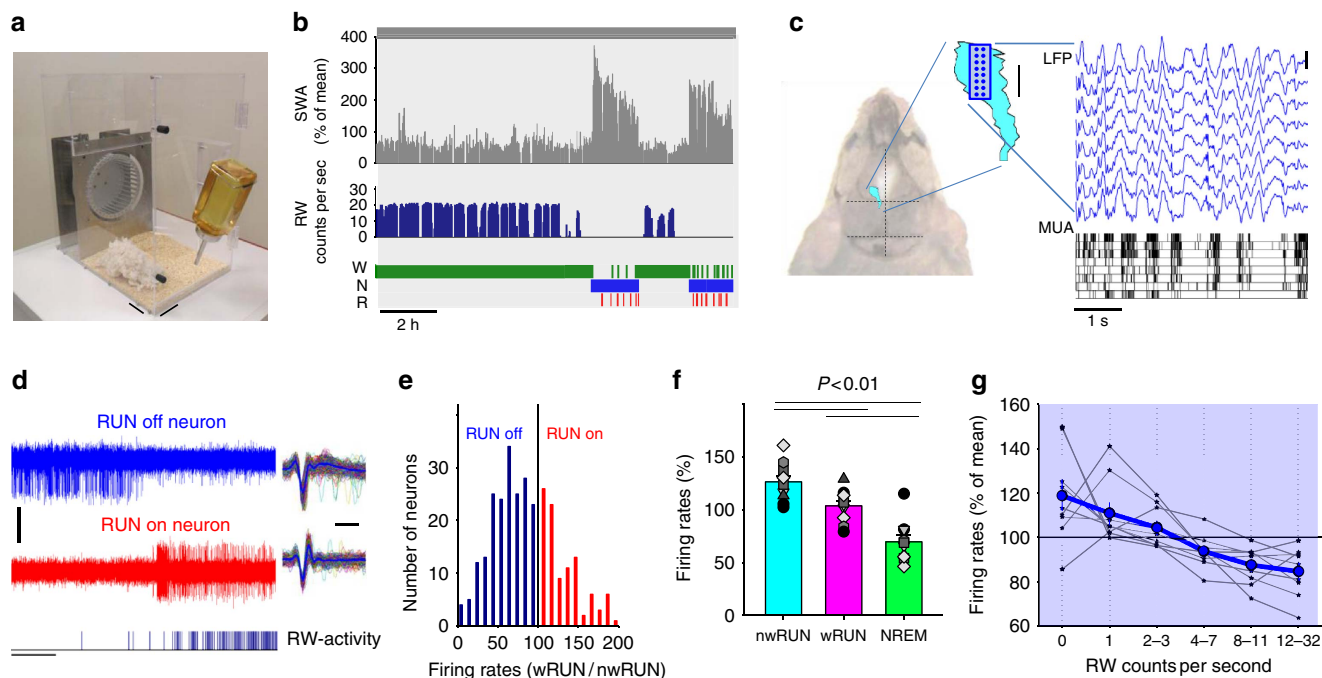 a
b
400
300
200
100
0
SWA
(% of mean)
30
20
10
0
RW
counts per sec
W
N
R
2 h
c
LFP
MUA
1 s
d
RUN off neuron
RUN on neuron
RW-activity
e
RUN off
RUN on
30
20
10
0
Number of neurons
0
100
200
Firing rates (wRUN/nwRUN)
f
P<0.01
150
100
50
0
Firing rates (%)
nwRUN
wRUN
NREM
g
160
140
120
100
80
60
Firing rates (% of mean)
0
1
2–3
4–7
8–11
12–32
RW counts per second